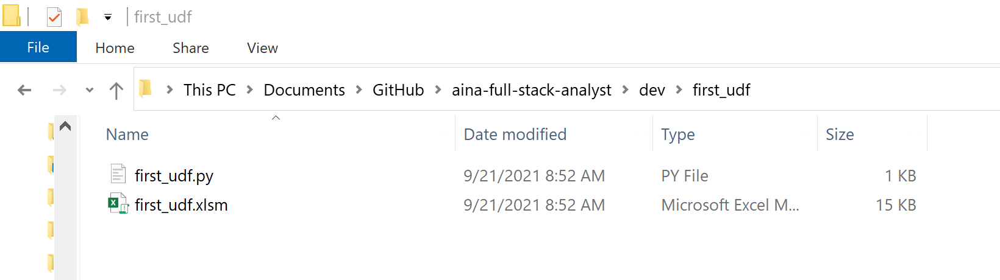 first_udf
File Home Share View
This PC Documents GitHub aina-full-stack-analyst dev first_udf
Name Date modified Type Size
first_udf.py 9/21/2021 8:52 AM PY File 1 KB
first_udf.xlsm 9/21/2021 8:52 AM Microsoft Excel M... 15 KB